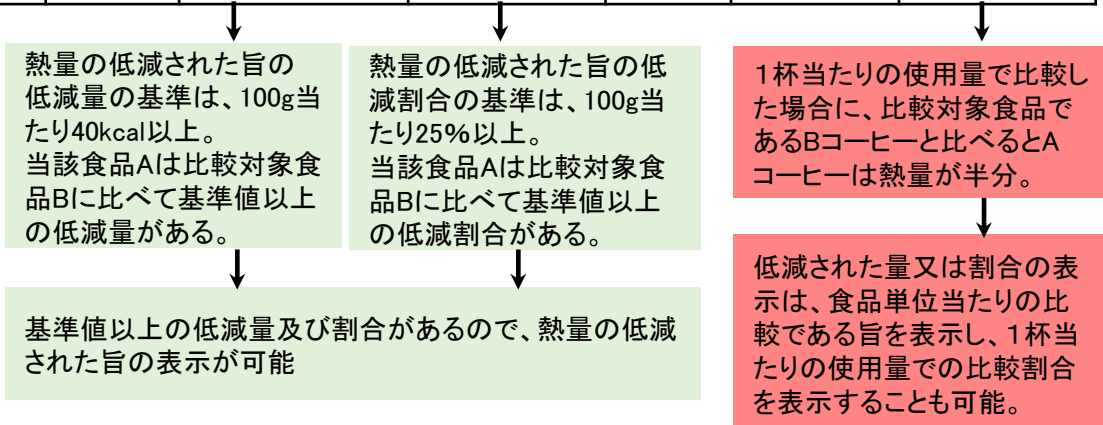 熱量の低減された旨の
低減量の基準は、100g当
たり40kcal以上。
当該食品Aは比較対象食
品Bに比べて基準値以上
の低減量がある。
熱量の低減された旨の低
減割合の基準は、100g当
たり25%以上。
当該食品Aは比較対象食
品Bに比べて基準値以上
の低減割合がある。
基準値以上の低減量及び割合があるので、熱量の低減
された旨の表示が可能
１杯当たりの使用量で比較し
た場合に、比較対象食品で
あるBコーヒーと比べるとA
コーヒーは熱量が半分。
低減された量又は割合の表
示は、食品単位当たりの比
較である旨を表示し、１杯当
たりの使用量での比較割合
を表示することも可能。